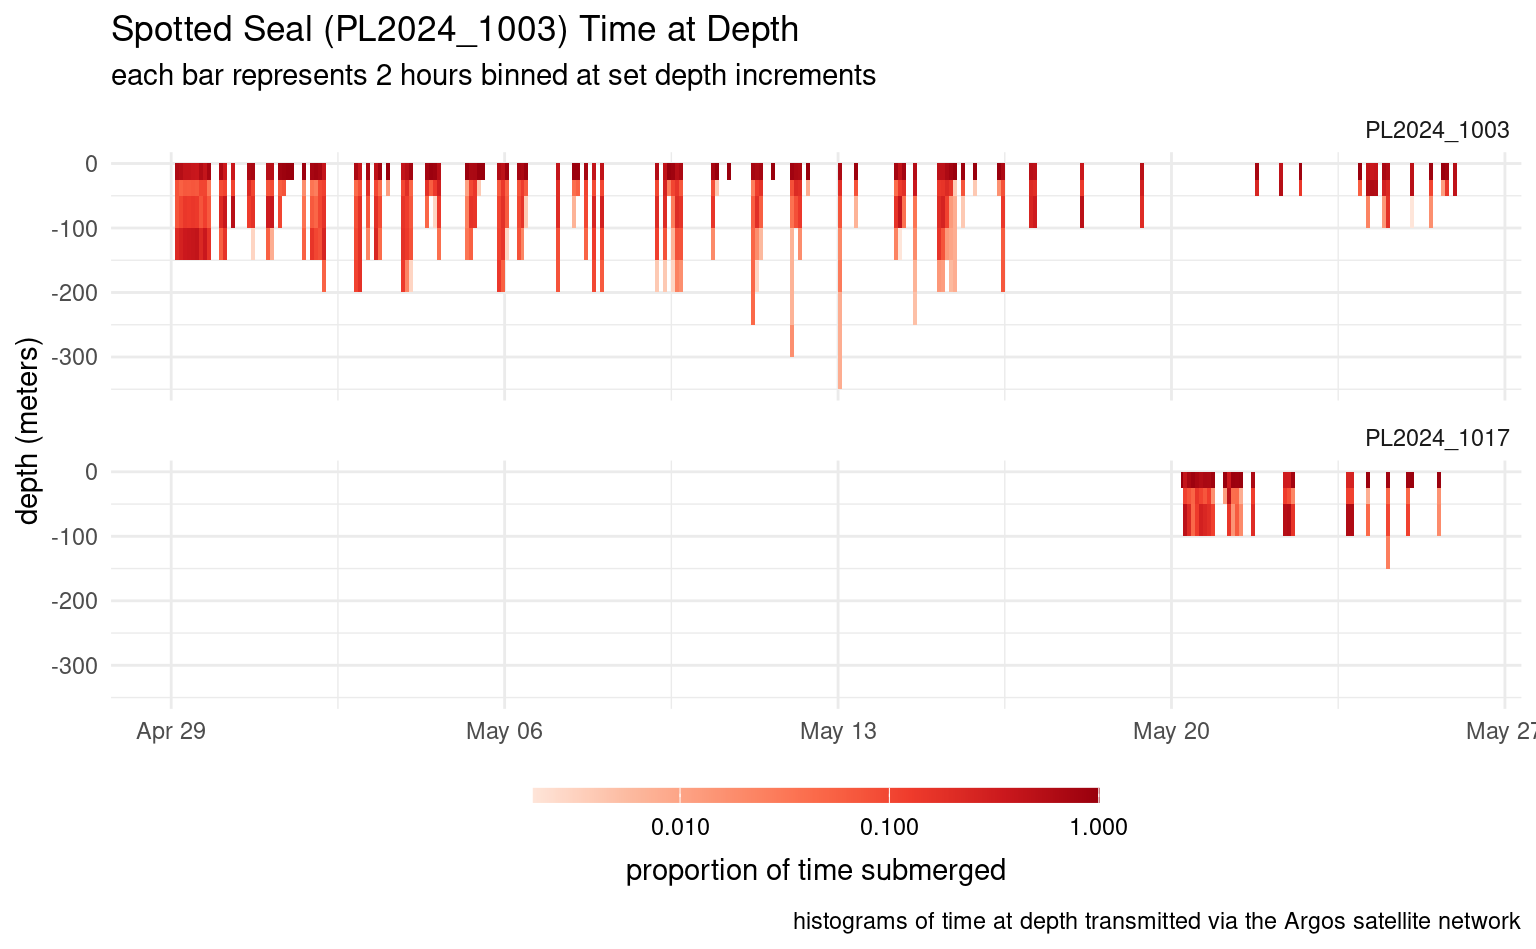 Spotted Seal (PL2024_1003) Time at Depth
each bar represents 2 hours binned at set depth increments
PL2024_1003
0
-100
-200
-300
depth (meters)
PL2024_1017
0
-100
-200
-300
Apr 29 May 06 May 13 May 20 May 27
0.010 0.100 1.000
proportion of time submerged
histograms of time at depth transmitted via the Argos satellite network